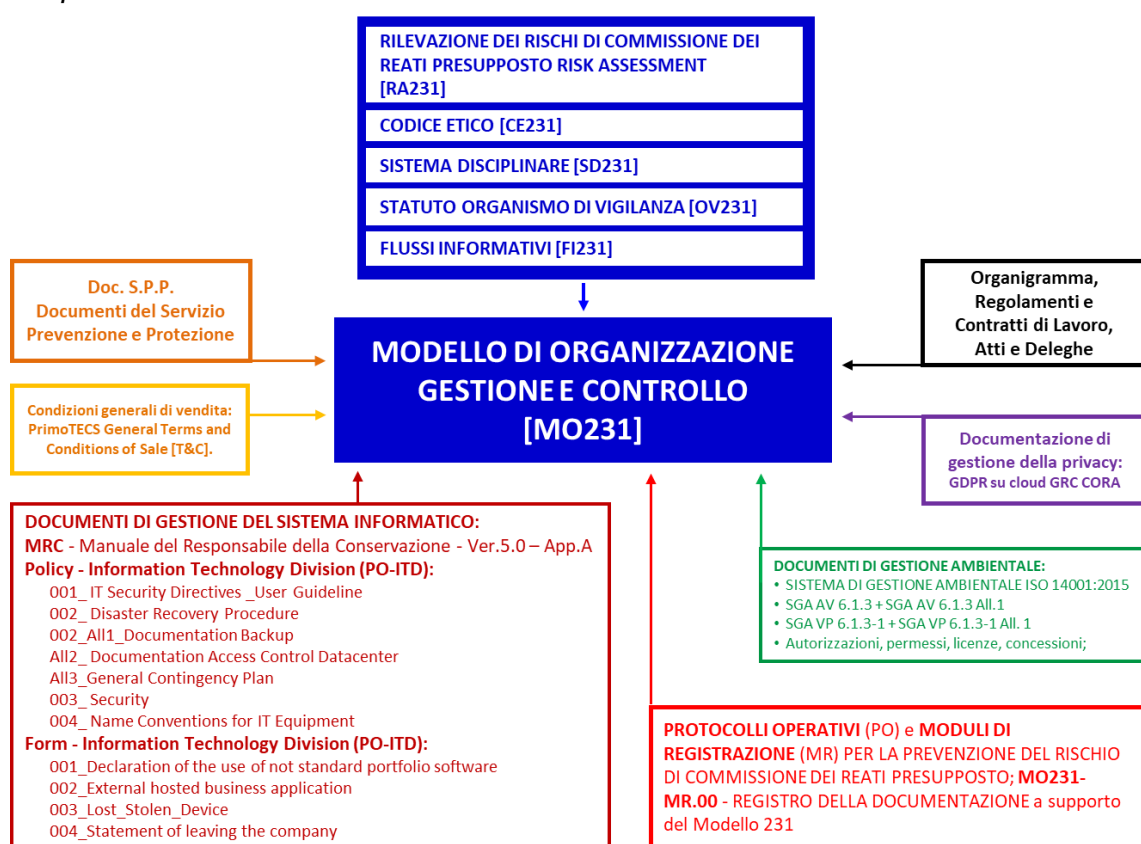 RILEVAZIONE DEI RISCHI DI COMMISSIONE DEI
REATI PRESUPPOSTO RISK ASSESSMENT
[RA231]
CODICE ETICO [CE231]
SISTEMA DISCIPLINARE [SD231]
STATUTO ORGANISMO DI VIGILANZA [OV231]
FLUSSI INFORMATIVI [FI231]
Doc. S.P.P.
Documenti del Servizio
Prevenzione e Protezione
Organigramma,
Regolamenti e
Contratti di Lavoro,
Atti e Deleghe
MODELLO DI ORGANIZZAZIONE
GESTIONE E CONTROLLO
[MO231]
Condizioni generali di vendita:
PrimoTECS General Terms and
Conditions of Sale [T&C].
Documentazione di
gestione della privacy:
GDPR su cloud GRC CORA
DOCUMENTI DI GESTIONE DEL SISTEMA INFORMATICO:
MRC - Manuale del Responsabile della Conservazione - Ver.5.0 – App.A
Policy - Information Technology Division (PO-ITD):
001_ IT Security Directives _User Guideline
002_ Disaster Recovery Procedure
002_All1_Documentation Backup
All2_ Documentation Access Control Datacenter
All3_General Contingency Plan
003_ Security
004_ Name Conventions for IT Equipment
Form - Information Technology Division (PO-ITD):
001_Declaration of the use of not standard portfolio software
002_External hosted business application
003_Lost_Stolen_Device
004_Statement of leaving the company
DOCUMENTI DI GESTIONE AMBIENTALE:
• SISTEMA DI GESTIONE AMBIENTALE ISO 14001:2015
• SGA AV 6.1.3 + SGA AV 6.1.3 All.1
• SGA VP 6.1.3-1 + SGA VP 6.1.3-1 All. 1
• Autorizzazioni, permessi, licenze, concessioni;
PROTOCOLLI OPERATIVI (PO) e MODULI DI
REGISTRAZIONE (MR) PER LA PREVENZIONE DEL RISCHIO
DI COMMISSIONE DEI REATI PRESUPPOSTO; MO231-
MR.00 - REGISTRO DELLA DOCUMENTAZIONE a supporto
del Modello 231